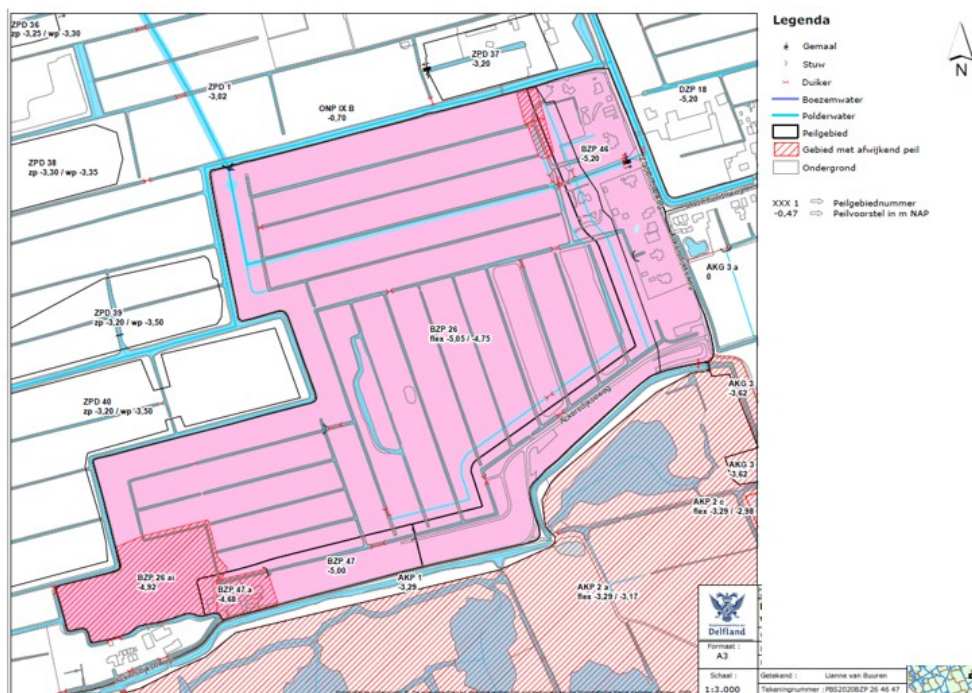 ZPD 36
zp -3,25 / wp -3,30
ZPD 1
-3,02
ZPD 37
-3,20
ONP IX B
-0,70
DZP 18
-5,20
ZPD 38
zp -3,30 / wp -3,35
BZP 46
-5,20
AKG 3 a
0
ZPD 39
zp -3,20 / wp -3,50
BZP 26
flex -5,05 / -4,75
ZPD 40
-3,20 / wp -3,50
Ackersdijkseweg
AKG 3
-3,62
AKG 3
-3,62
AKP 2 c
flex -3,29 / -2,98
BZP 26 ai
-4,92
BZP 47 a
-4,68
BZP 47
-5,00
AKP 1
-3,29
AKP 2 a
flex -3,29 / -3,17
Legenda
Gemaal
Stuw
Duiker
Boezemwater
Polderwater
Peilgebied
Gebied met afwijkend peil
Ondergrond
XXX 1 ⇨ Peilgebiednummer
-0,47 ⇨ Peilvoorstel in m NAP
N
Delfland
Formaat :
A3
Schaal :
1:3.000
Getekend : Lianne van Buuren
Tekeningnummer : PBS2020BZP 26 46 47